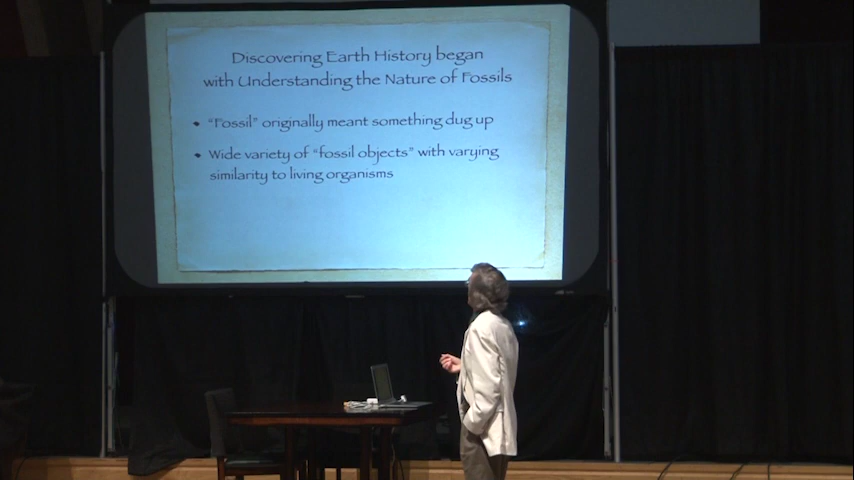 Discovering Earth History began
with Understanding the Nature of Fossils
• “Fossil” originally meant something dug up
• Wide variety of “fossil objects” with varying
similarity to living organisms